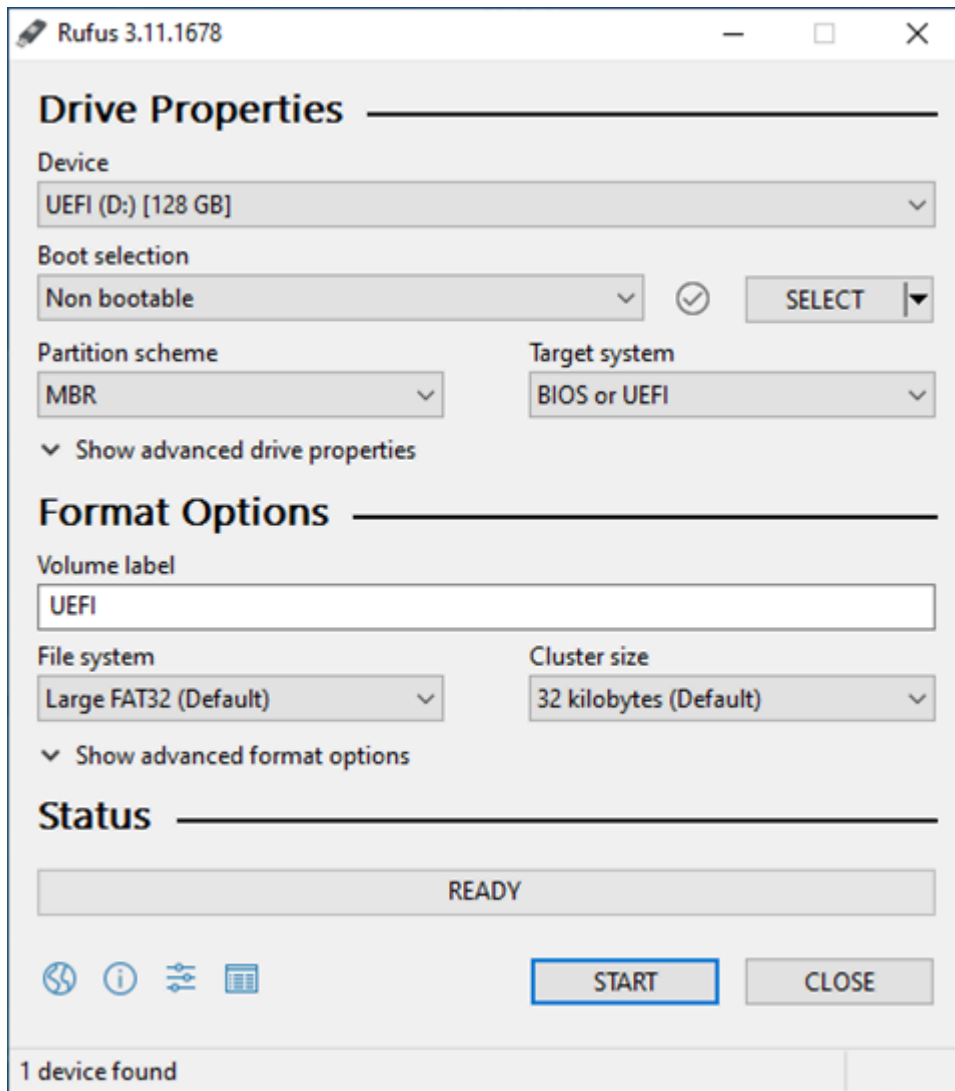 Rufus 3.11.1678
Drive Properties
Device
UEFI (D:) [128 GB]
Boot selection
Non bootable
SELECT
Partition scheme
Target system
MBR
BIOS or UEFI
Show advanced drive properties
Format Options
Volume label
UEFI
File system
Cluster size
Large FAT32 (Default)
32 kilobytes (Default)
Show advanced format options
Status
READY
START
CLOSE
1 device found